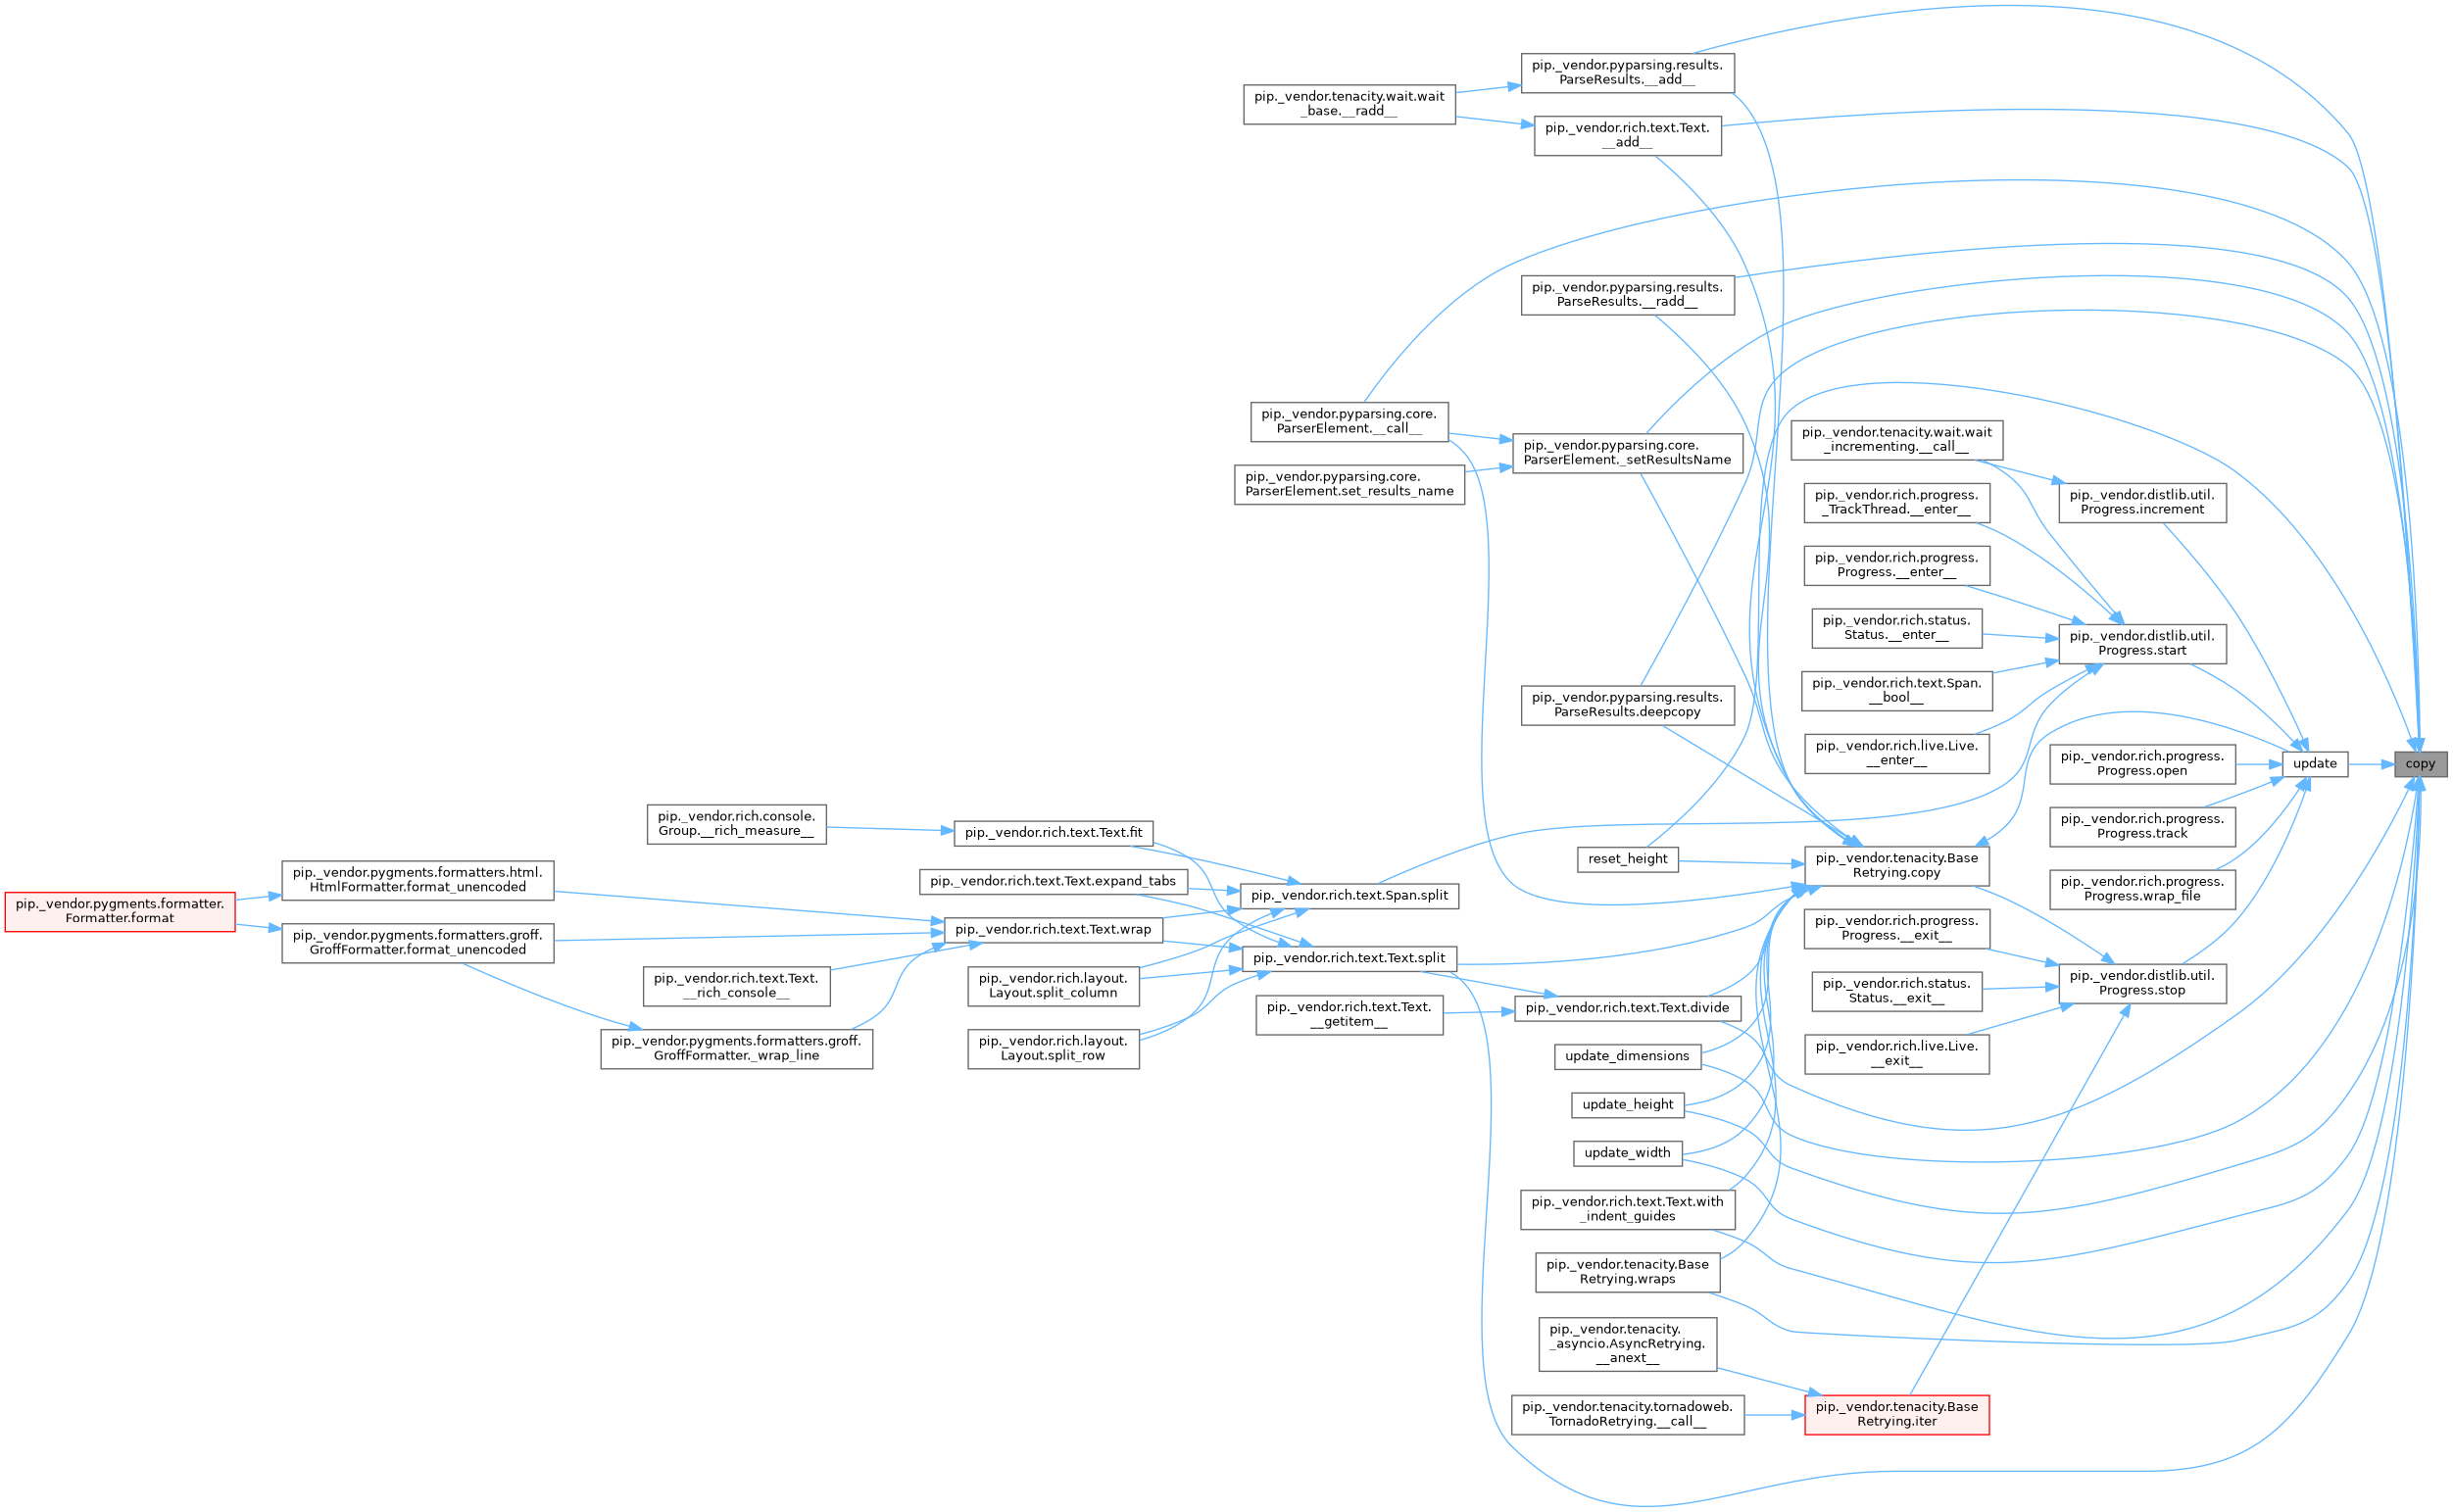 pip._vendor.pyparsing.results.
ParseResults.__add__
pip._vendor.tenacity.wait.wait
_base.__radd__
pip._vendor.rich.text.Text.
__add__
pip._vendor.pyparsing.results.
ParseResults.__radd__
pip._vendor.pyparsing.core.
ParserElement.__call__
pip._vendor.pyparsing.core.
ParserElement._setResultsName
pip._vendor.pyparsing.core.
ParserElement.set_results_name
pip._vendor.tenacity.wait.wait
_incrementing.__call__
pip._vendor.rich.progress.
_TrackThread.__enter__
pip._vendor.distlib.util.
Progress.increment
pip._vendor.rich.progress.
Progress.__enter__
pip._vendor.rich.status.
Status.__enter__
pip._vendor.distlib.util.
Progress.start
pip._vendor.rich.text.Span.
__bool__
pip._vendor.pyparsing.results.
ParseResults.deepcopy
pip._vendor.rich.live.Live.
__enter__
pip._vendor.rich.progress.
Progress.open
update
copy
pip._vendor.rich.progress.
Progress.track
pip._vendor.rich.console.
Group.__rich_measure__
pip._vendor.rich.text.Text.fit
reset_height
pip._vendor.tenacity.Base
Retrying.copy
pip._vendor.rich.progress.
Progress.wrap_file
pip._vendor.pygments.formatters.html.
HtmlFormatter.format_unencoded
pip._vendor.rich.text.Text.expand_tabs
pip._vendor.rich.text.Span.split
pip._vendor.pygments.formatter.
Formatter.format
pip._vendor.rich.text.Text.wrap
pip._vendor.rich.progress.
Progress.__exit__
pip._vendor.pygments.formatters.groff.
GroffFormatter.format_unencoded
pip._vendor.rich.text.Text.split
pip._vendor.rich.text.Text.
__rich_console__
pip._vendor.rich.layout.
Layout.split_column
pip._vendor.rich.status.
Status.__exit__
pip._vendor.distlib.util.
Progress.stop
pip._vendor.rich.text.Text.
__getitem__
pip._vendor.rich.text.Text.divide
pip._vendor.pygments.formatters.groff.
GroffFormatter._wrap_line
pip._vendor.rich.layout.
Layout.split_row
update_dimensions
pip._vendor.rich.live.Live.
__exit__
update_height
update_width
pip._vendor.rich.text.Text.with
_indent_guides
pip._vendor.tenacity.Base
Retrying.wraps
pip._vendor.tenacity.
_asyncio.AsyncRetrying.
__anext__
pip._vendor.tenacity.tornadoweb.
TornadoRetrying.__call__
pip._vendor.tenacity.Base
Retrying.iter